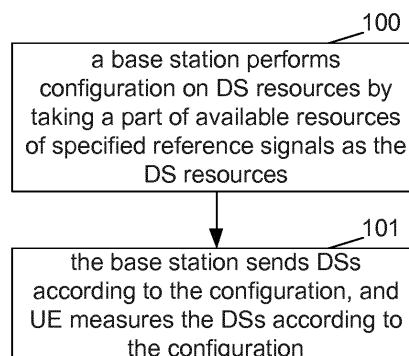 100
a base station performs
configuration on DS resources by
taking a part of available resources
of specified reference signals as the
DS resources
101
the base station sends DSs
according to the configuration, and
UE measures the DSs according to
the configuration